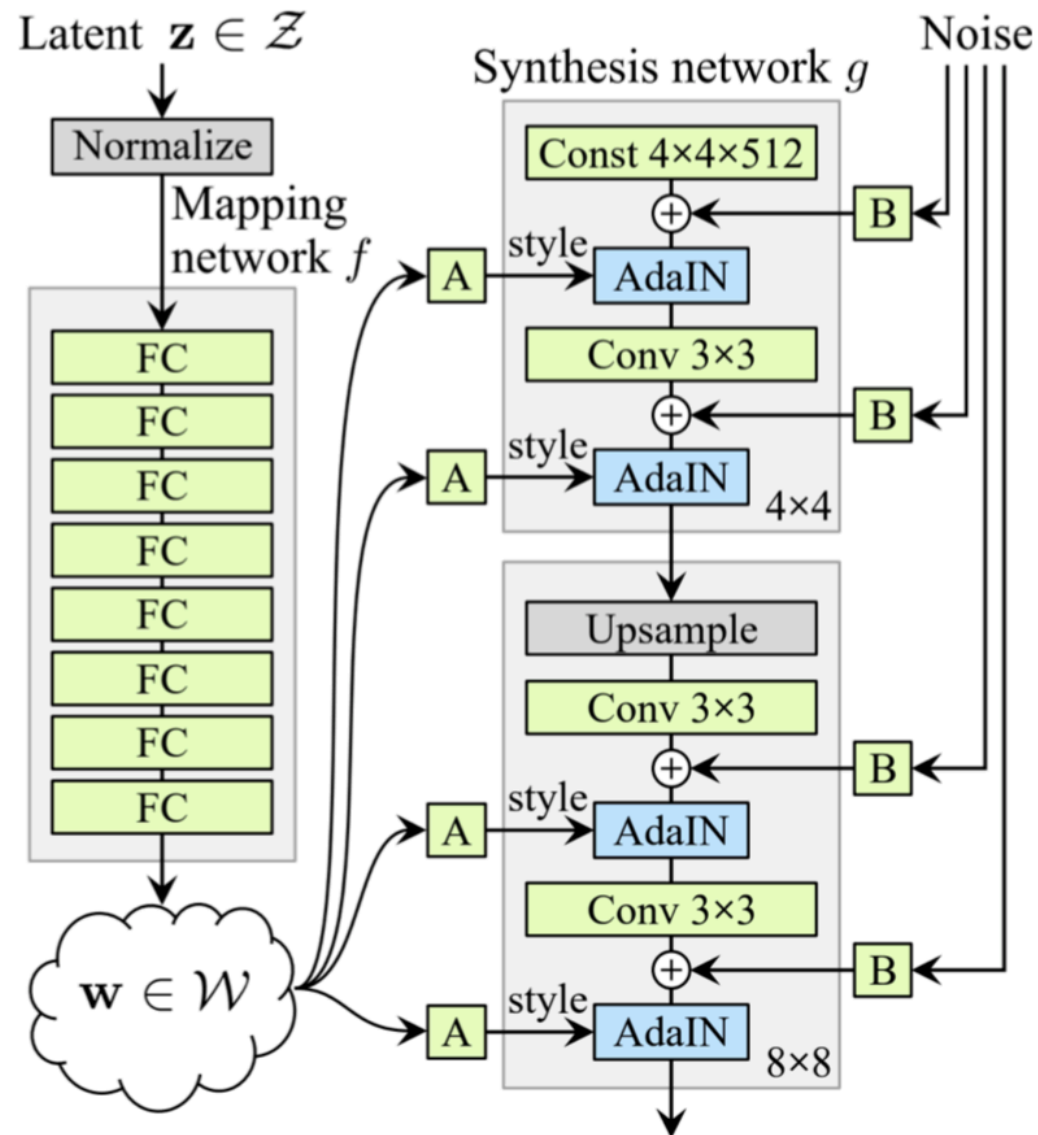 Latent z ∈ 𝒵
Normalize
Mapping
network f
FC
FC
FC
FC
FC
FC
FC
FC
w ∈ 𝒲
Noise
Synthesis network g
Const 4×4×512
+
B
A
style
AdaIN
Conv 3×3
+
B
A
style
AdaIN
4×4
Upsample
Conv 3×3
+
B
A
style
AdaIN
Conv 3×3
+
B
A
style
AdaIN
8×8